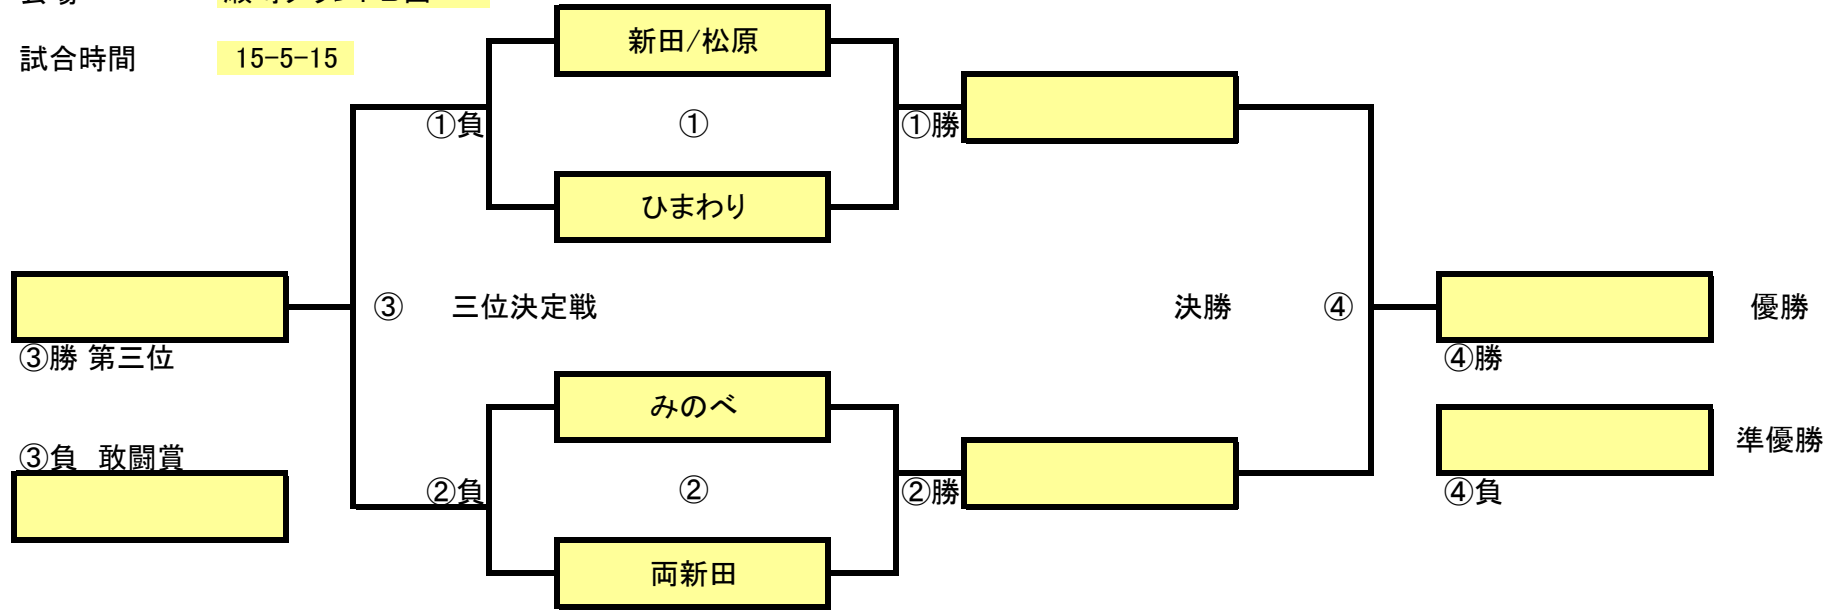 試合時間 15-5-15
新田/松原
①負 ① ①勝
ひまわり
③ 三位決定戦 決勝 ④ 優勝
③勝 第三位 ④勝
みのべ
準優勝
③負 敢闘賞
②負 ② ②勝 ④負
両新田